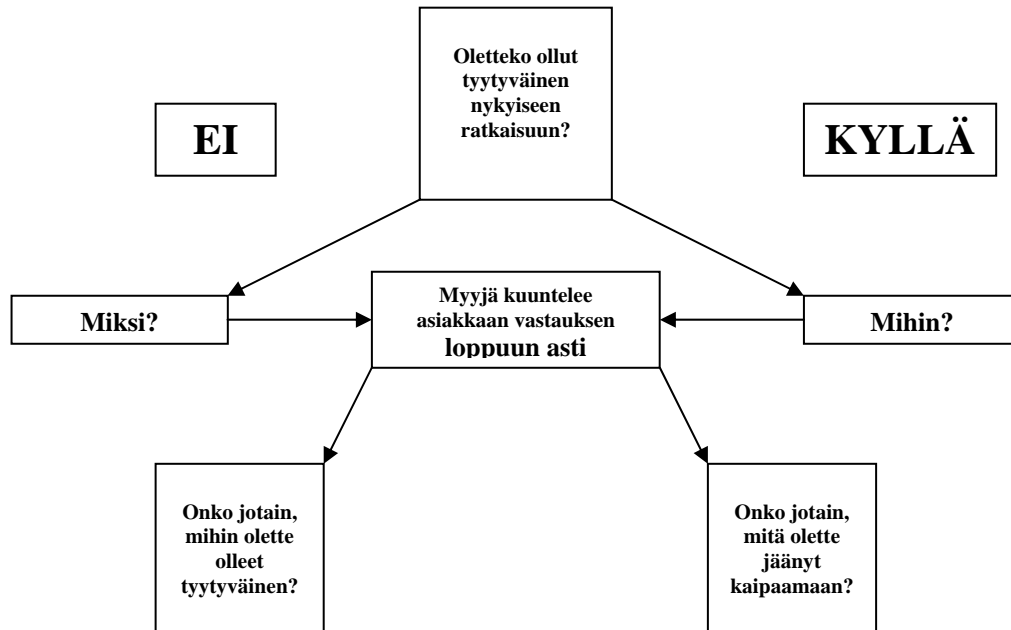 Oletteko ollut
tyytyväinen
nykyiseen
ratkaisuun?
EI
KYLLÄ
Miksi?
Myyjä kuuntelee
asiakkaan vastauksen
loppuun asti
Mihin?
Onko jotain,
mihin olette
olleet
tyytyväinen?
Onko jotain,
mitä olette
jäänyt
kaipaamaan?